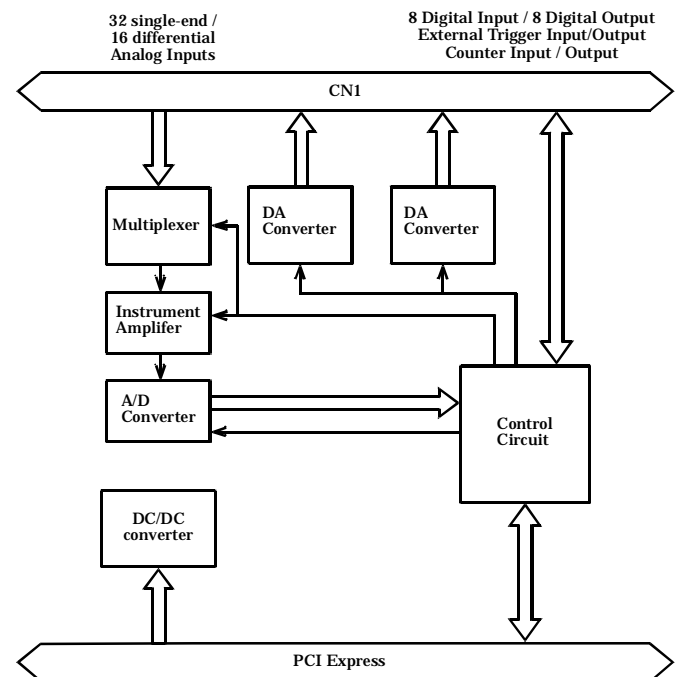 32 single-end /
16 differential
Analog Inputs
8 Digital Input / 8 Digital Output
External Trigger Input/Output
Counter Input / Output
CN1
Multiplexer
DA
Converter
DA
Converter
Instrument
Amplifer
A/D
Converter
Control
Circuit
DC/DC
converter
PCI Express